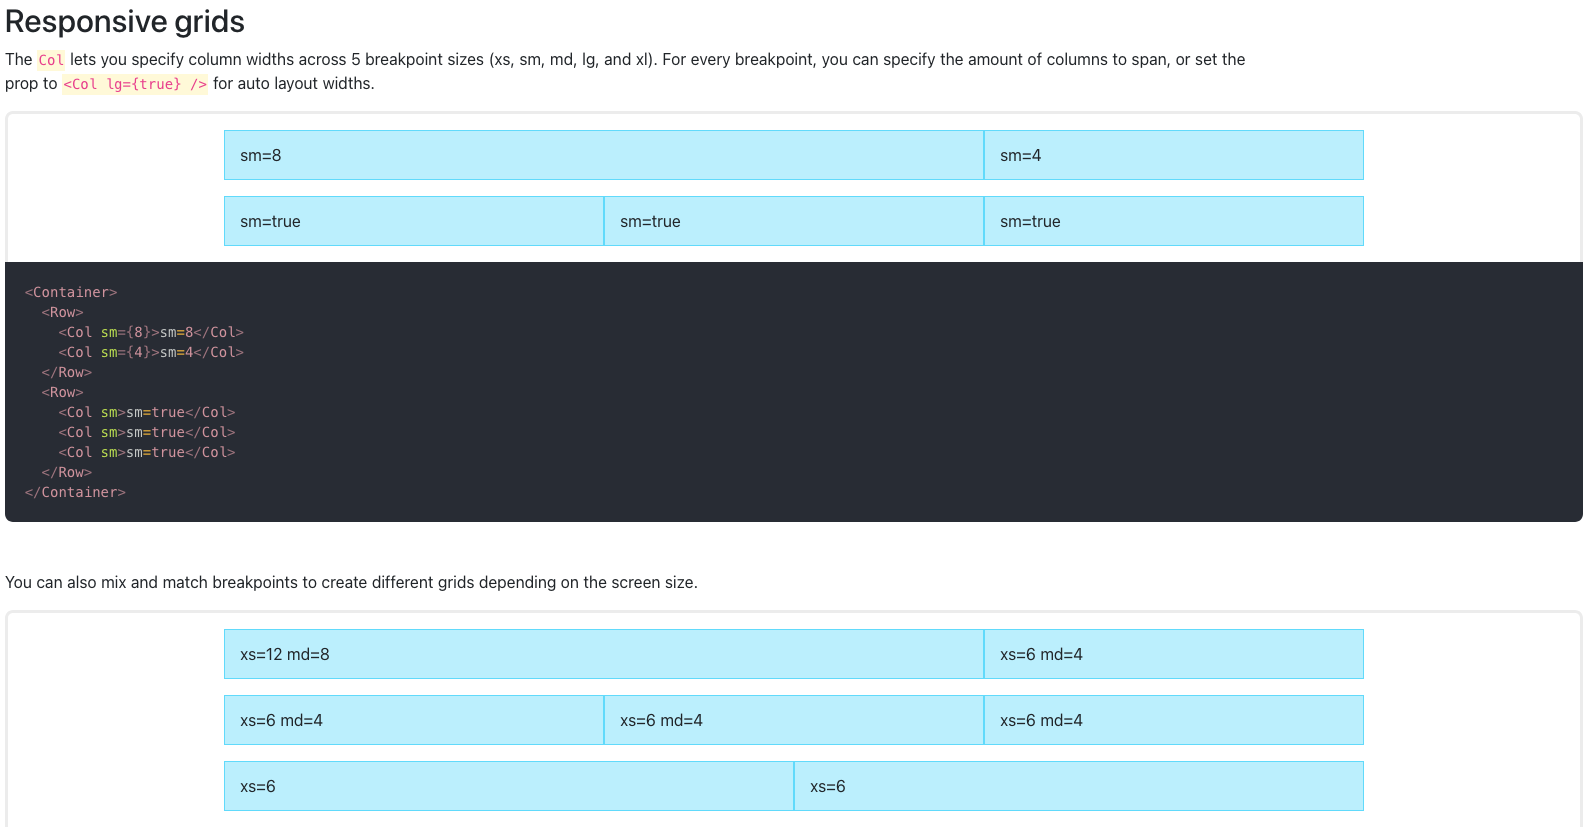 Responsive grids
The Col lets you specify column widths across 5 breakpoint sizes (xs, sm, md, lg, and xl). For every breakpoint, you can specify the amount of columns to span, or set the
prop to <Col lg={true} /> for auto layout widths.
sm=8 sm=4
sm=true sm=true sm=true
<Container>
  <Row>
    <Col sm={8}>sm=8</Col>
    <Col sm={4}>sm=4</Col>
  </Row>
  <Row>
    <Col sm>sm=true</Col>
    <Col sm>sm=true</Col>
    <Col sm>sm=true</Col>
  </Row>
</Container>
You can also mix and match breakpoints to create different grids depending on the screen size.
xs=12 md=8 xs=6 md=4
xs=6 md=4 xs=6 md=4 xs=6 md=4
xs=6 xs=6